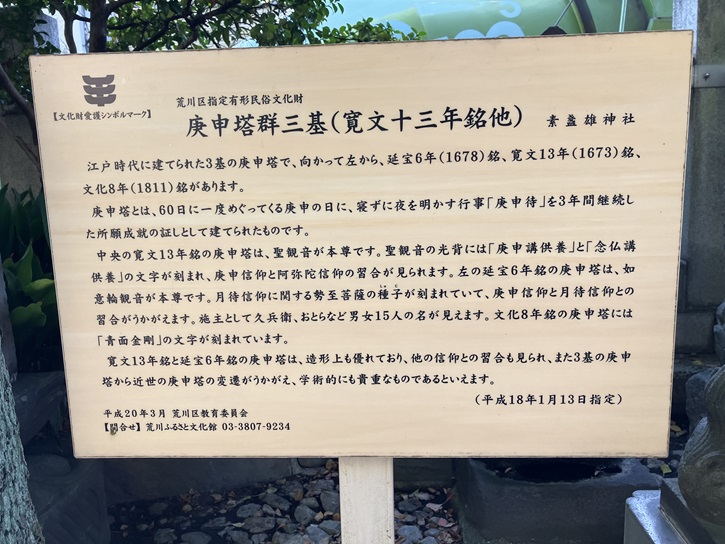 【文化財愛護シンボルマーク】
荒川区指定有形民俗文化財
庚申塔群三基(寛文十三年銘他)
素盞雄神社
江戸時代に建てられた3基の庚申塔で、向かって左から、延宝6年(1678)銘、寛文13年(1673)銘、
文化8年(1811)銘があります。
庚申塔とは、60日に一度めぐってくる庚申の日に、寝ずに夜を明かす行事「庚申待」を3年間継続し
た所願成就の証しとして建てられたものです。
中央の寛文13年銘の庚申塔は、聖観音が本尊です。聖観音の光背には「庚申講供養」と「念仏講
供養」の文字が刻まれ、庚申信仰と阿弥陀信仰の習合が見られます。左の延宝6年銘の庚申塔は、如
意輪観音が本尊です。月待信仰に関する勢至菩薩の種子が刻まれていて、庚申信仰と月待信仰との
習合がうかがえます。施主として久兵衛、おとらなど男女15人の名が見えます。文化8年銘の庚申塔には
「青面金剛」の文字が刻まれています。
寛文13年銘と延宝6年銘の庚申塔は、造形上も優れており、他の信仰との習合も見られ、また3基の庚申
塔から近世の庚申塔の変遷がうかがえ、学術的にも貴重なものであるといえます。
(平成18年1月13日指定)
平成20年3月 荒川区教育委員会
【問合せ】荒川ふるさと文化館 03-3807-9234